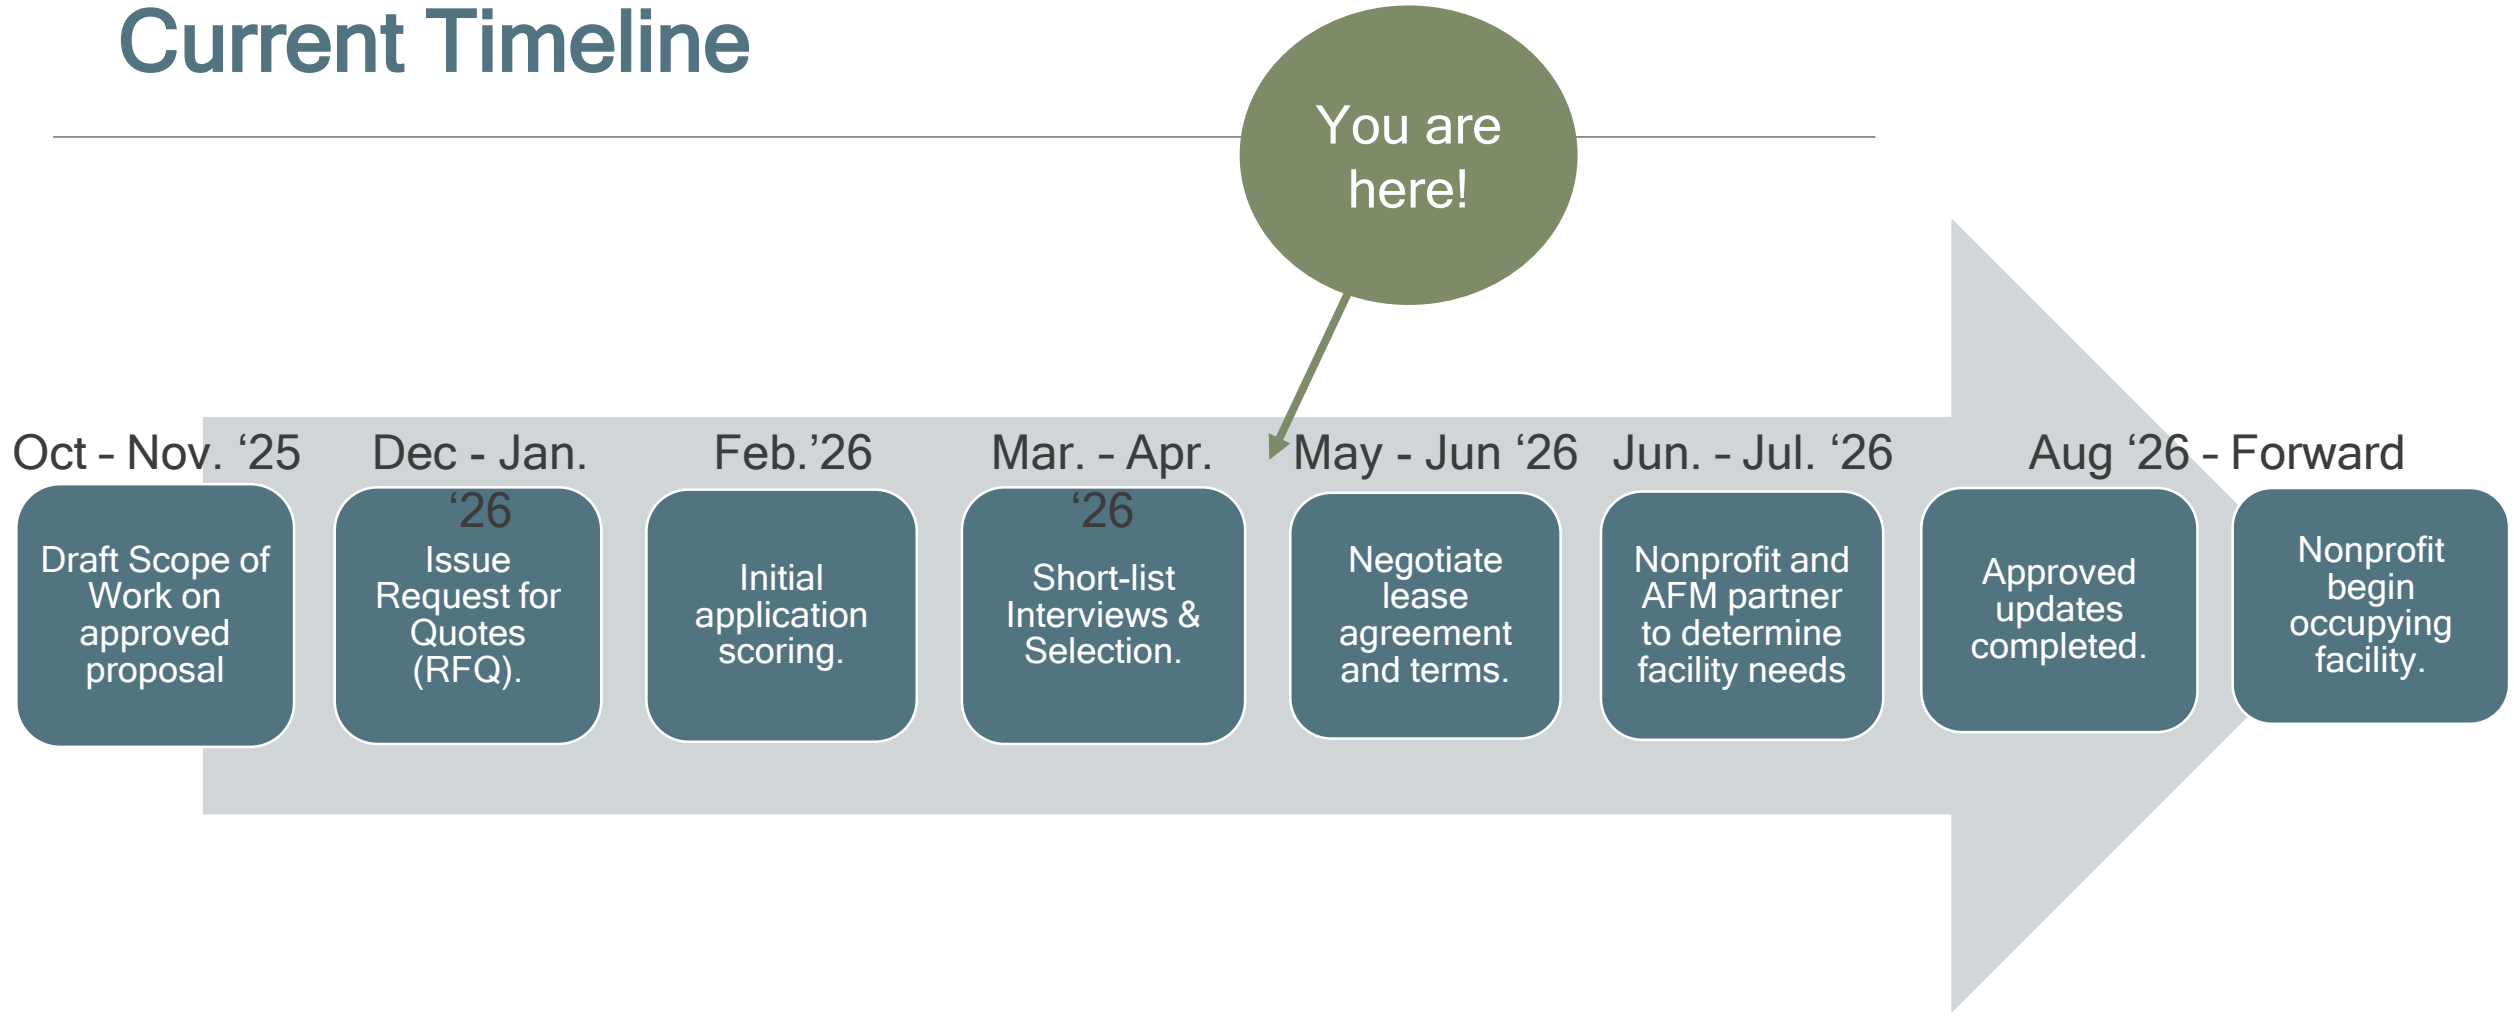 Current Timeline
You are
here!
Oct - Nov. ‘25
Draft Scope of
Work on
approved
proposal
Dec - Jan.
‘26
Issue
Request for
Quotes
(RFQ).
Feb.’26
Initial
application
scoring.
Mar. - Apr.
‘26
Short-list
Interviews &
Selection.
May - Jun ‘26
Negotiate
lease
agreement
and terms.
Jun. - Jul. ‘26
Nonprofit and
AFM partner
to determine
facility needs
Aug ‘26 - Forward
Approved
updates
completed.
Nonprofit
begin
occupying
facility.